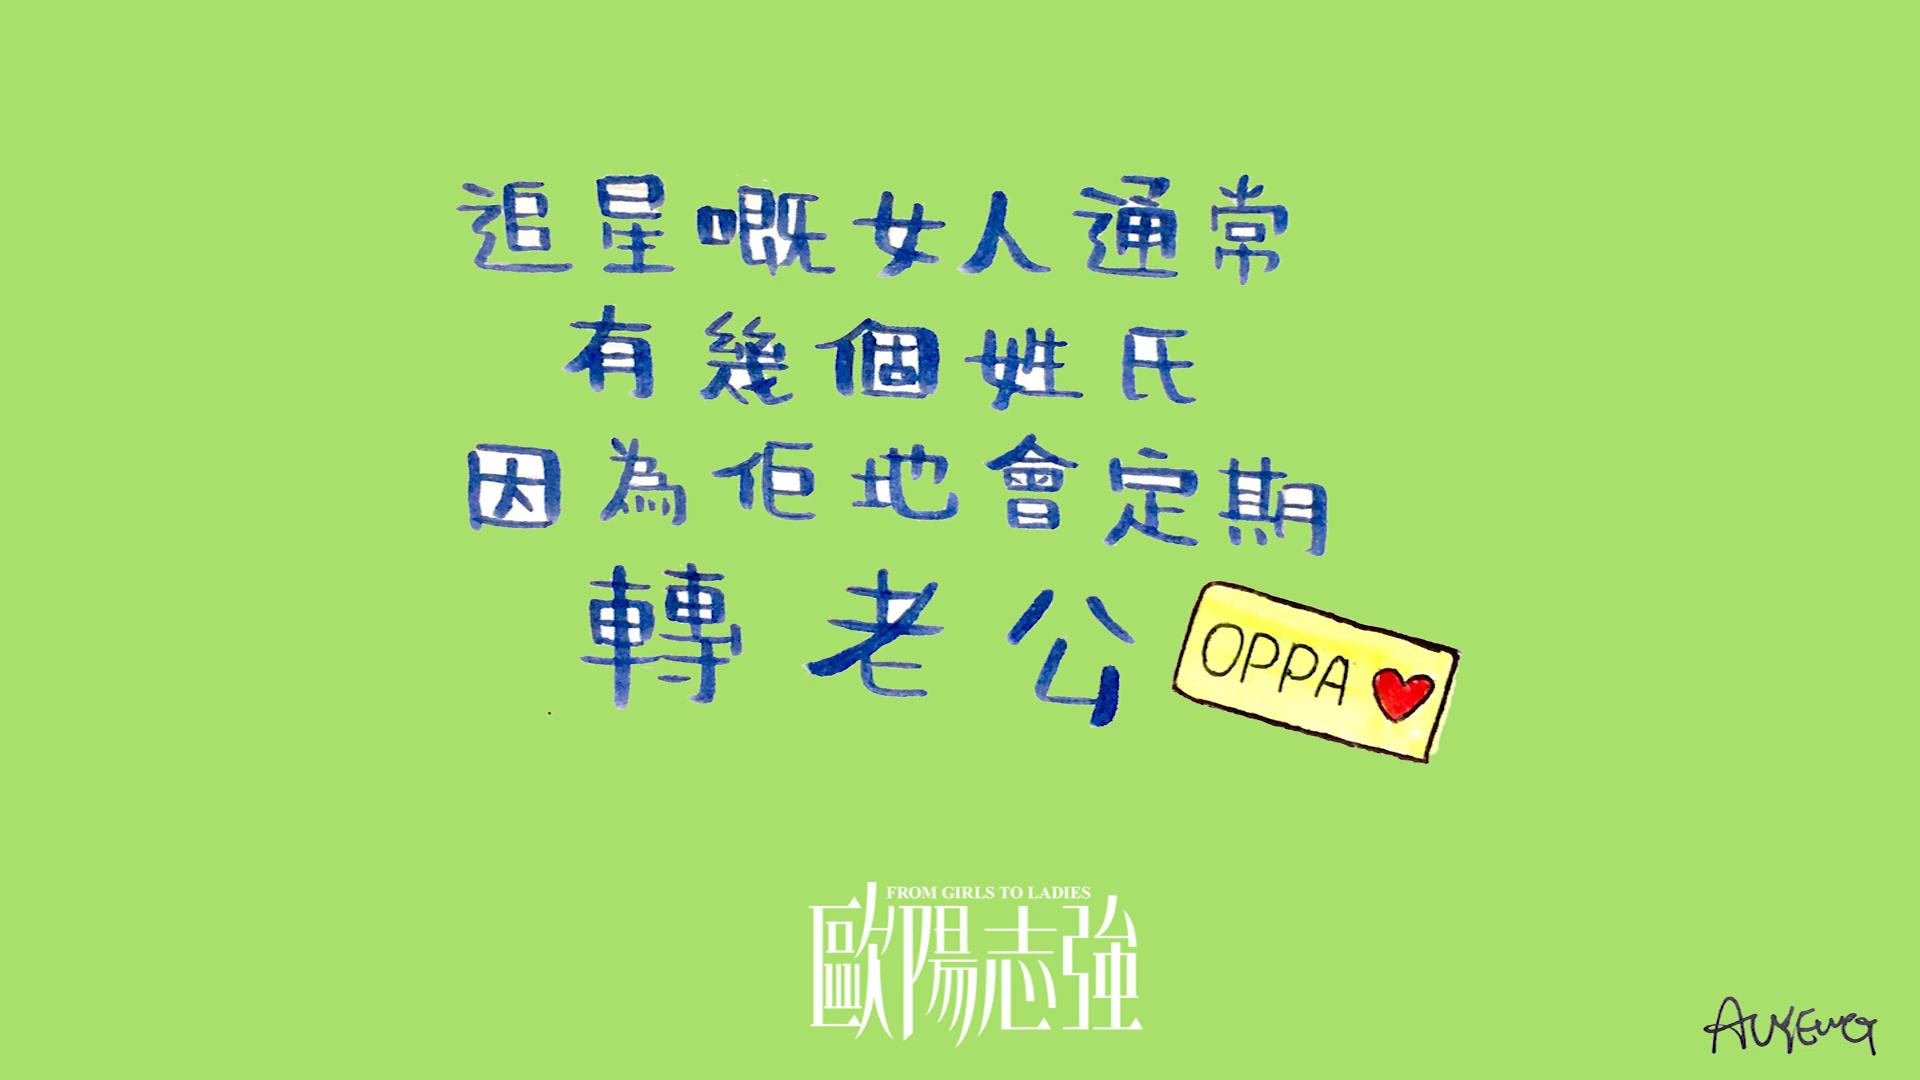 追星嘅女人通常
有幾個姓氏
因為佢地會定期
轉老公
OPPA
FROM GIRLS TO LADIES
歐陽志強
AUYEUNG